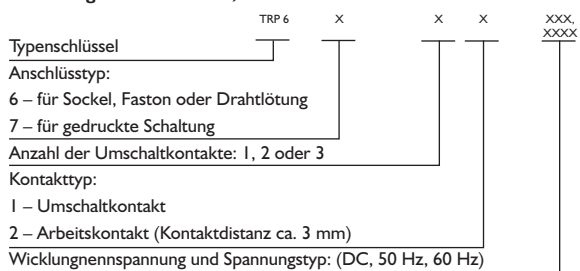 TRP 6 X X X XXX,
XXXX
Typenschlüssel
Anschlüsstyp:
6 – für Sockel, Faston oder Drahtlötung
7 – für gedruckte Schaltung
Anzahl der Umschaltkontakte: 1, 2 oder 3
Kontakttyp:
1 – Umschaltkontakt
2 – Arbeitskontakt (Kontaktdistanz ca. 3 mm)
Wicklungnennspannung und Spannungstyp: (DC, 50 Hz, 60 Hz)